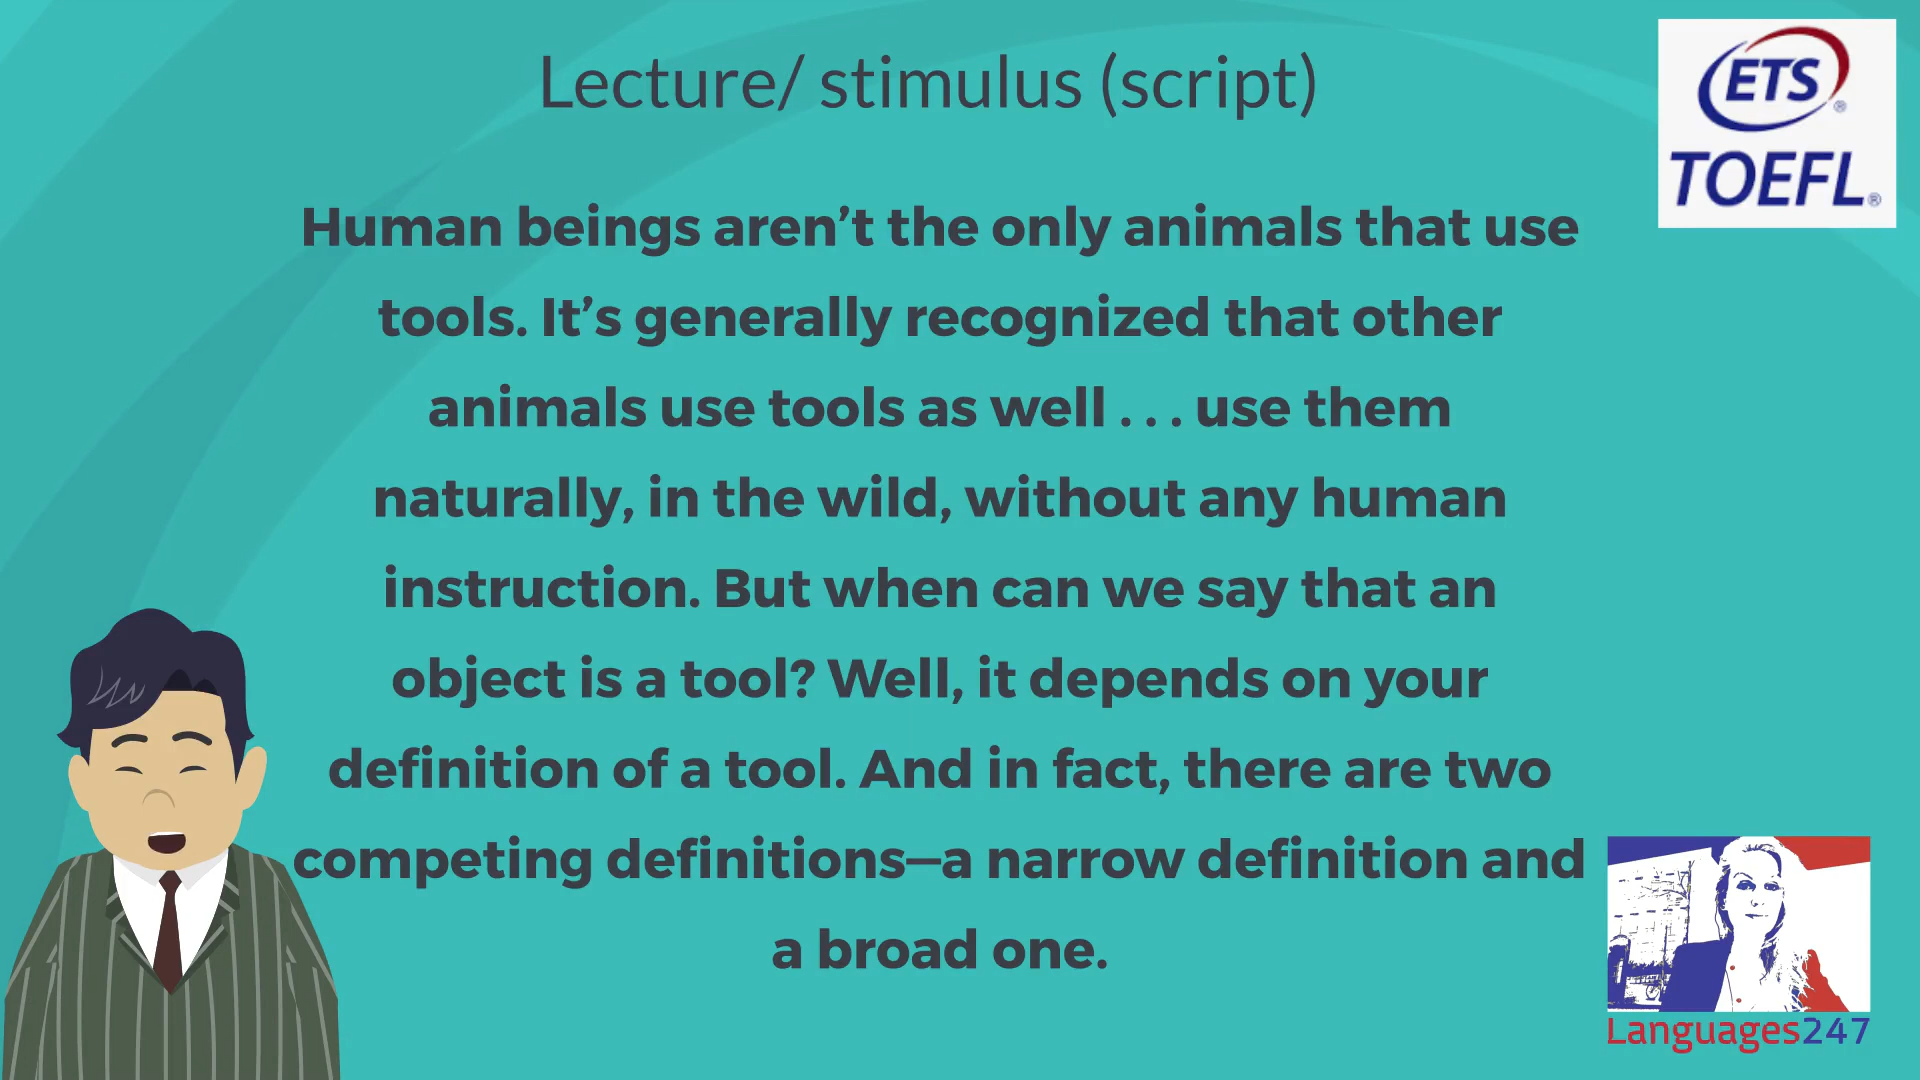 Lecture/ stimulus (script)
ETS®
TOEFL®
Human beings aren’t the only animals that use
tools. It’s generally recognized that other
animals use tools as well . . . use them
naturally, in the wild, without any human
instruction. But when can we say that an
object is a tool? Well, it depends on your
definition of a tool. And in fact, there are two
competing definitions—a narrow definition and
a broad one.
Languages247